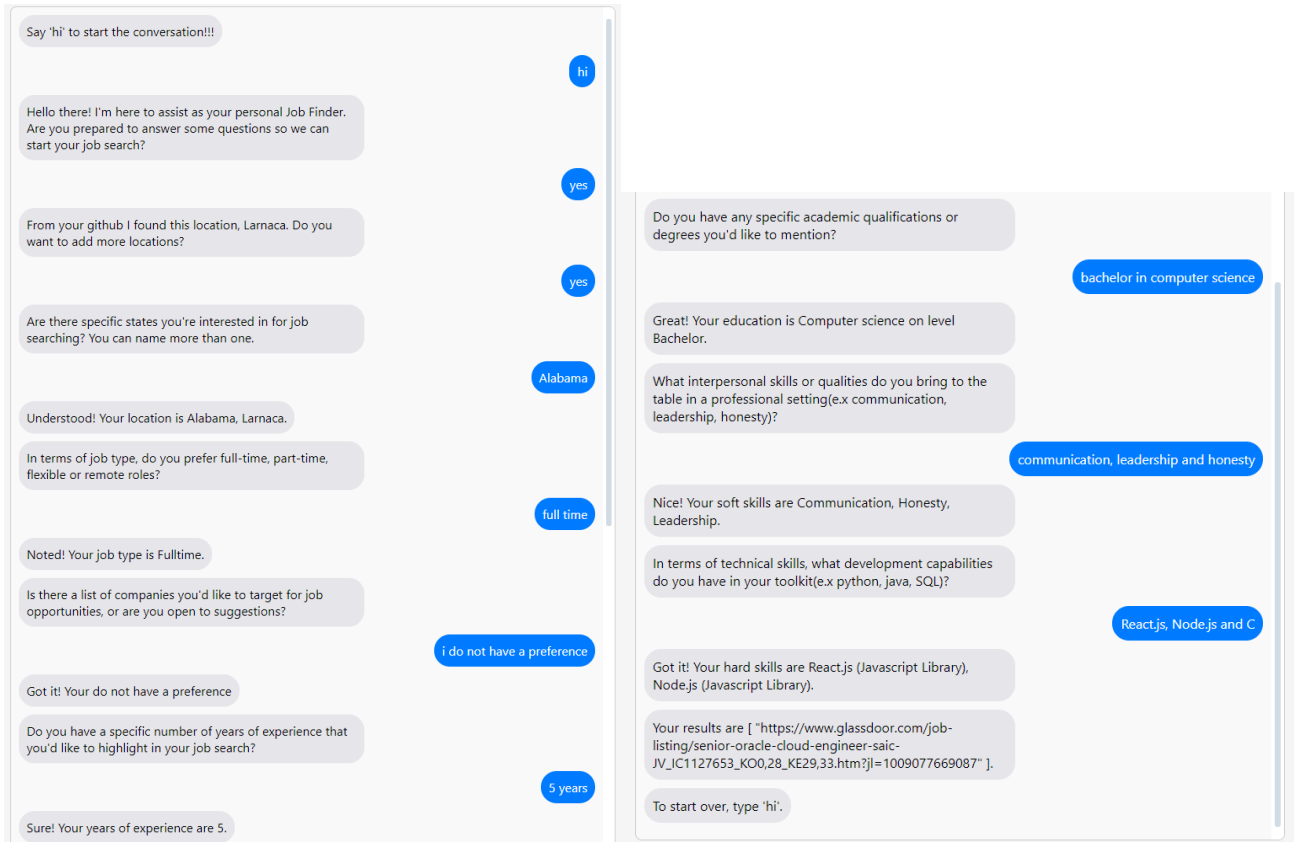 Say 'hi' to start the conversation!!!
hi
Hello there! I'm here to assist as your personal Job Finder.
Are you prepared to answer some questions so we can
start your job search?
yes
From your github I found this location, Larnaca. Do you
want to add more locations?
yes
Are there specific states you're interested in for job
searching? You can name more than one.
Alabama
Understood! Your location is Alabama, Larnaca.
In terms of job type, do you prefer full-time, part-time,
flexible or remote roles?
full time
Noted! Your job type is Fulltime.
Is there a list of companies you'd like to target for job
opportunities, or are you open to suggestions?
i do not have a preference
Got it! Your do not have a preference
Do you have a specific number of years of experience that
you'd like to highlight in your job search?
5 years
Sure! Your years of experience are 5.
Do you have any specific academic qualifications or
degrees you'd like to mention?
bachelor in computer science
Great! Your education is Computer science on level
Bachelor.
What interpersonal skills or qualities do you bring to the
table in a professional setting(e.x communication,
leadership, honesty)?
communication, leadership and honesty
Nice! Your soft skills are Communication, Honesty,
Leadership.
In terms of technical skills, what development capabilities
do you have in your toolkit(e.x python, java, SQL)?
React.js, Node.js and C
Got it! Your hard skills are React.js (Javascript Library),
Node.js (Javascript Library).
Your results are [ "https://www.glassdoor.com/job-
listing/senior-oracle-cloud-engineer-saic-
JV_IC1127653_KO0,28_KE29,33.htm?jl=1009077669087" ].
To start over, type 'hi'.